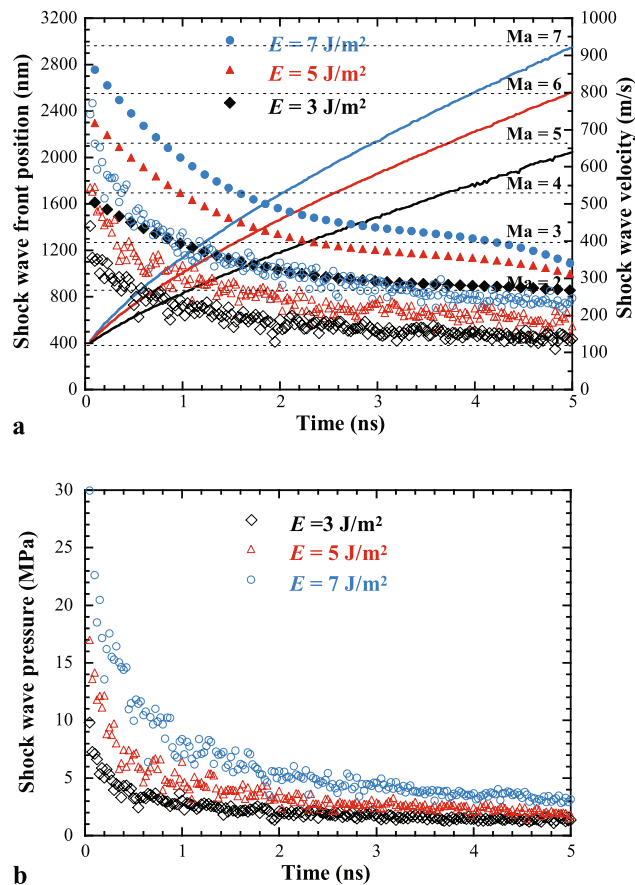 3200
2800
2400
2000
1600
1200
800
400
0
Shock wave front position (nm)
E = 7 J/m²
E = 5 J/m²
E = 3 J/m²
Ma = 7
Ma = 6
Ma = 5
Ma = 4
Ma = 3
1000
900
800
700
600
500
400
300
200
100
0
Shock wave velocity (m/s)
0 1 2 3 4 5
Time (ns)
a
30
25
20
15
10
5
0
Shock wave pressure (MPa)
E =3 J/m²
E = 5 J/m²
E = 7 J/m²
0 1 2 3 4 5
Time (ns)
b